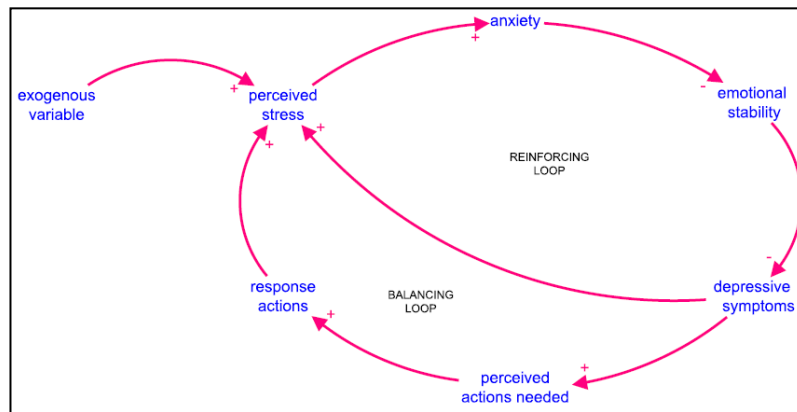 anxiety
+
-
exogenous
variable
+
perceived
stress
+
+
emotional
stability
REINFORCING
LOOP
-
response
actions
+
BALANCING
LOOP
depressive
symptoms
+
perceived
actions needed